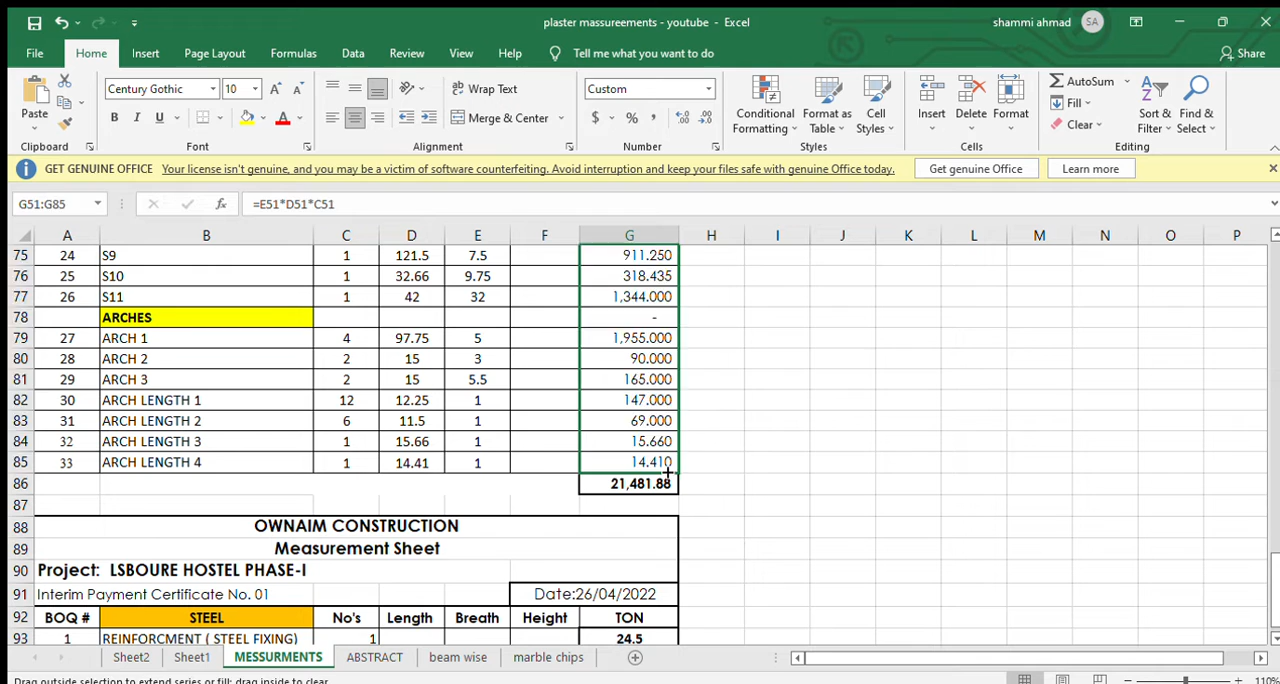 plaster massureements - youtube - Excel
shammi ahmad SA
File Home Insert Page Layout Formulas Data Review View Help Tell me what you want to do Share
Century Gothic 10 Wrap Text Custom AutoSum
Paste Merge & Center Conditional Formatting Format as Table Cell Styles Insert Delete Format Fill Clear Sort & Filter Find & Select
Clipboard Font Alignment Number Styles Cells Editing
GET GENUINE OFFICE Your license isn't genuine, and you may be a victim of software counterfeiting. Avoid interruption and keep your files safe with genuine Office today. Get genuine Office Learn more
G51:G85 fx =E51*D51*C51
A B C D E F G H I J K L M N O P
75 24 S9 1 121.5 7.5 911.250
76 25 S10 1 32.66 9.75 318.435
77 26 S11 1 42 32 1,344.000
78 ARCHES -
79 27 ARCH 1 4 97.75 5 1,955.000
80 28 ARCH 2 2 15 3 90.000
81 29 ARCH 3 2 15 5.5 165.000
82 30 ARCH LENGTH 1 12 12.25 1 147.000
83 31 ARCH LENGTH 2 6 11.5 1 69.000
84 32 ARCH LENGTH 3 1 15.66 1 15.660
85 33 ARCH LENGTH 4 1 14.41 1 14.410
86 21,481.88
87
88 OWNAIM CONSTRUCTION
89 Measurement Sheet
90 Project: LSBOURE HOSTEL PHASE-I
91 Interim Payment Certificate No. 01 Date:26/04/2022
92 BOQ # STEEL No's Length Breath Height TON
93 1 REINFORCMENT ( STEEL FIXING) 1 24.5
Sheet2 Sheet1 MESSURMENTS ABSTRACT beam wise marble chips
Drag outside selection to extend series or fill; drag inside to clear 110%